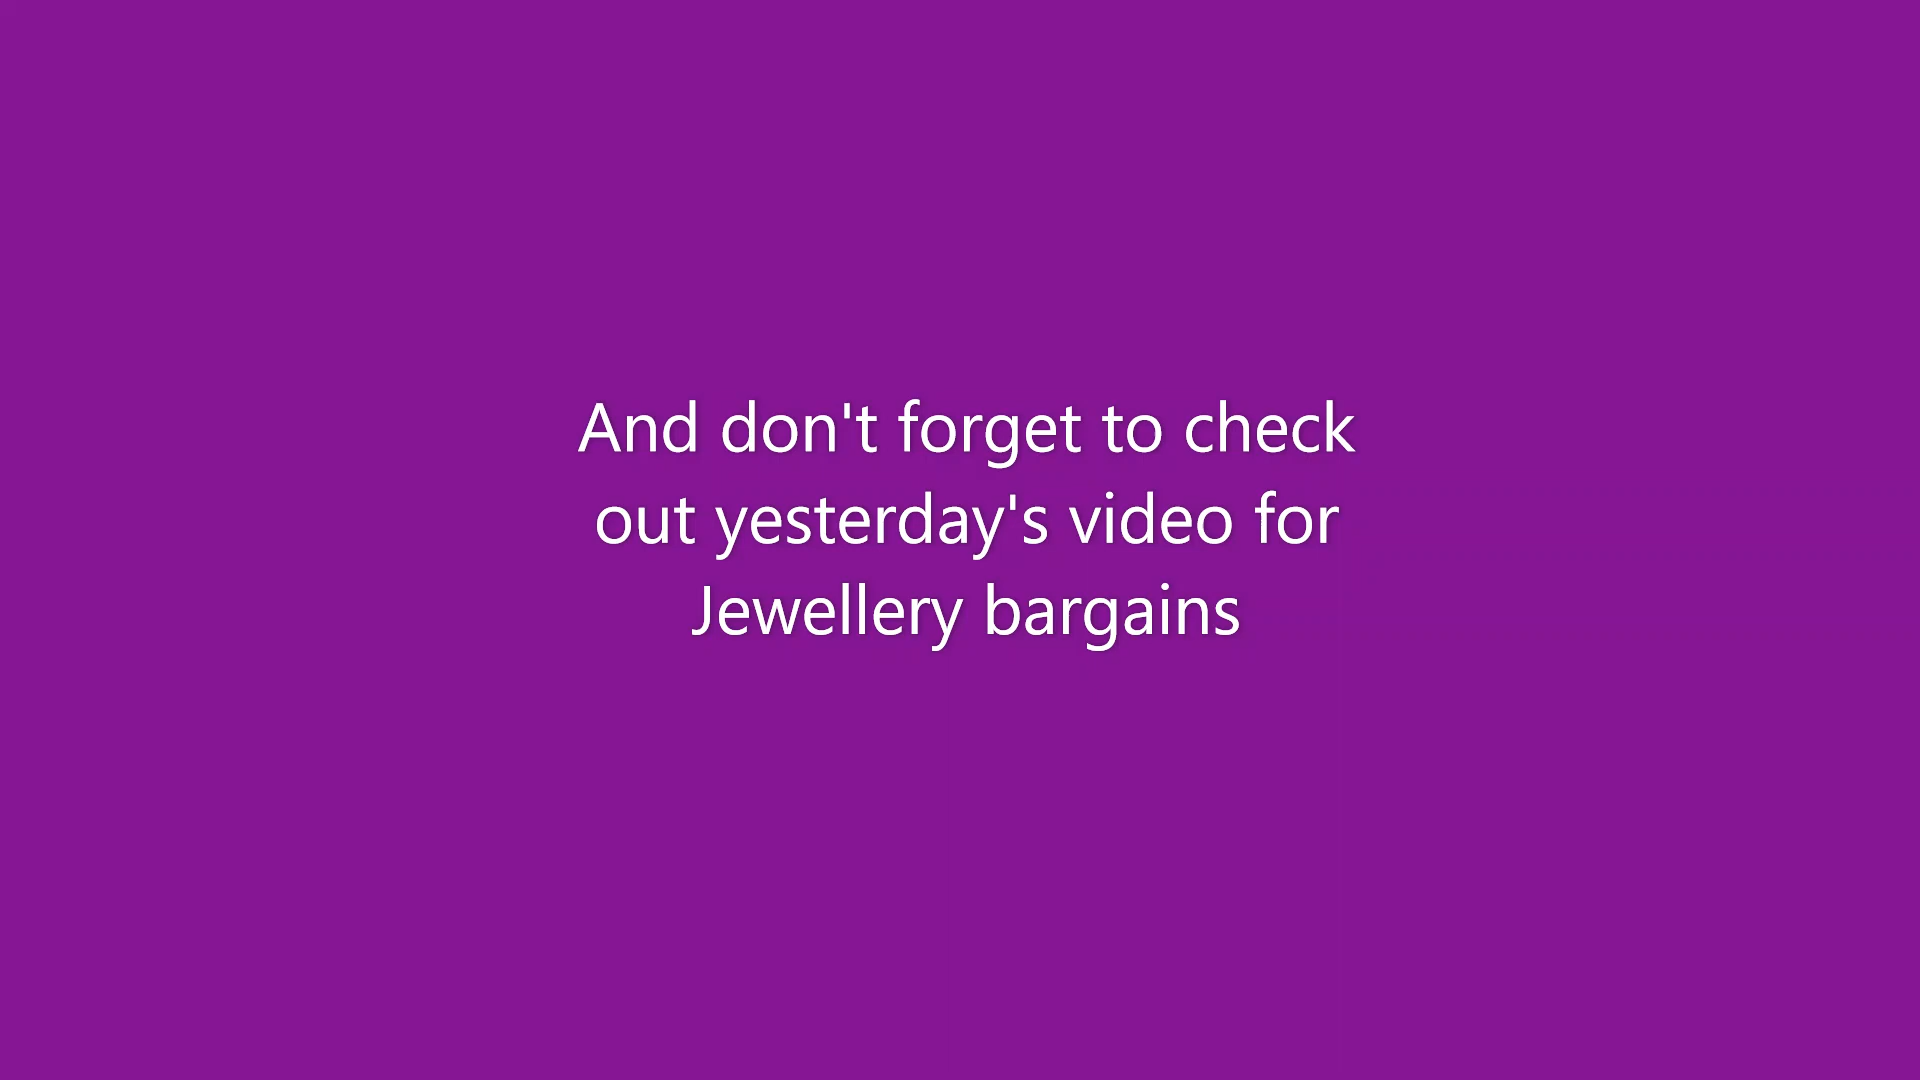 And don't forget to check
out yesterday's video for
Jewellery bargains